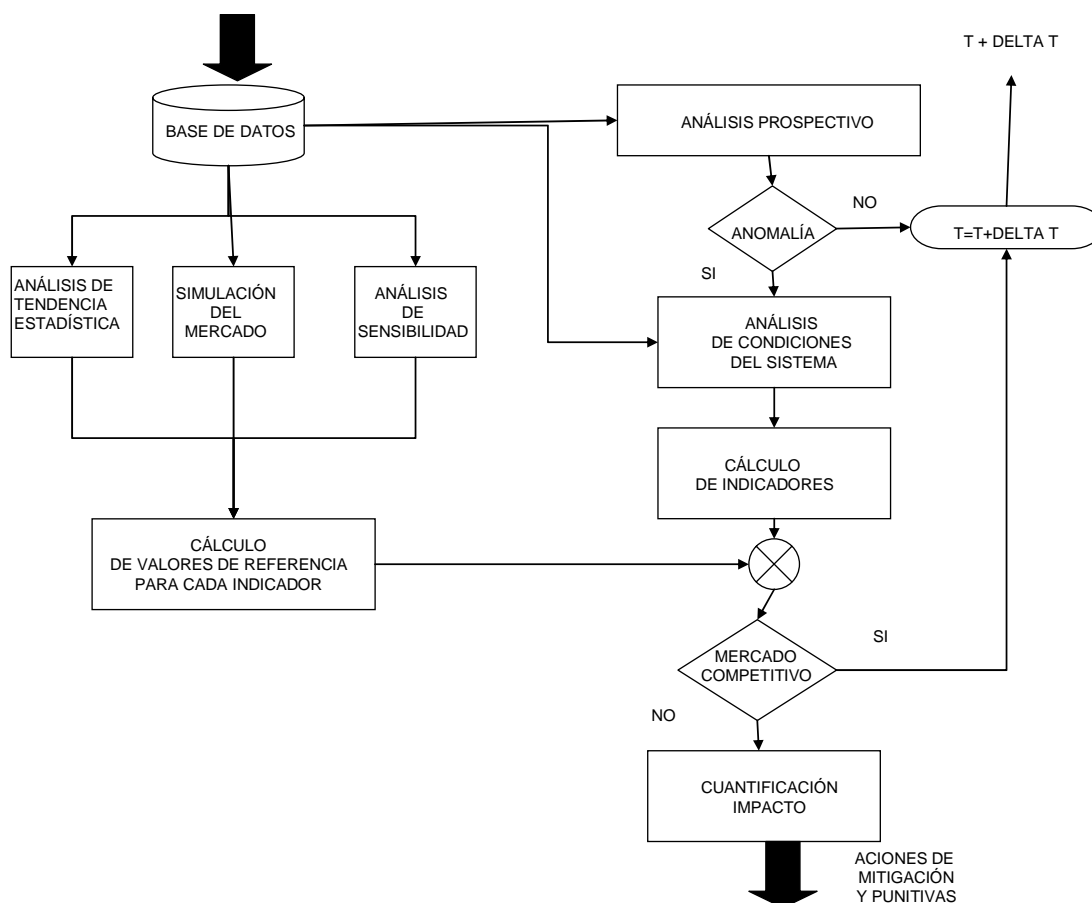 T + DELTA T
BASE DE DATOS
ANÁLISIS PROSPECTIVO
ANOMALÍA
NO
T=T+DELTA T
SI
ANÁLISIS DE
TENDENCIA
ESTADÍSTICA
SIMULACIÓN
DEL
MERCADO
ANÁLISIS
DE
SENSIBILIDAD
ANÁLISIS
DE CONDICIONES
DEL SISTEMA
CÁLCULO
DE INDICADORES
CÁLCULO
DE VALORES DE REFERENCIA
PARA CADA INDICADOR
MERCADO
COMPETITIVO
SI
NO
CUANTIFICACIÓN
IMPACTO
ACIONES DE
MITIGACIÓN
Y PUNITIVAS